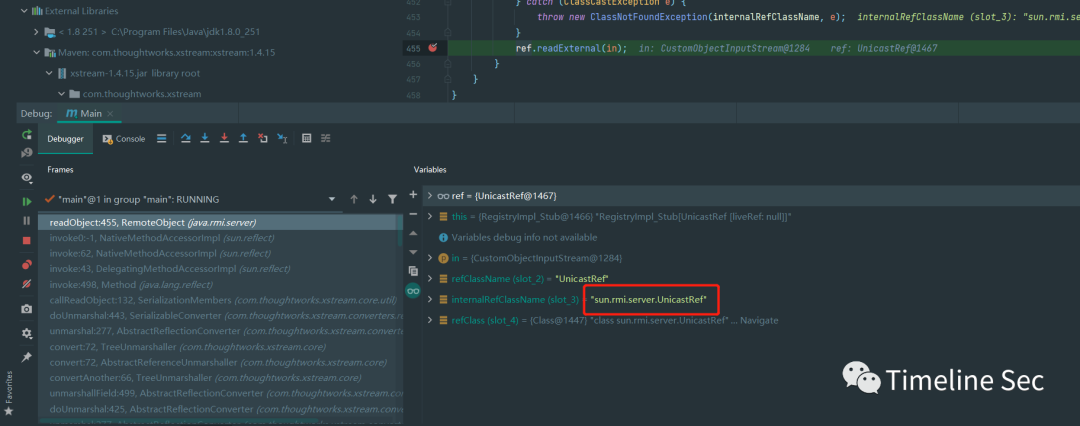 External Libraries
< 1.8 251 > C:\Program Files\Java\jdk1.8.0_251
Maven: com.thoughtworks.xstream:xstream:1.4.15
xstream-1.4.15.jar library root
com.thoughtworks.xstream
452 } catch (ClassCastException e) {
453 throw new ClassNotFoundException(internalRefClassName, e); internalRefClassName (slot_3): "sun.rmi.se
454 }
455 ref.readExternal(in); in: CustomObjectInputStream@1284 ref: UnicastRef@1467
456 }
457 }
458 }
Debug: Main
Debugger Console
Frames
Variables
"main"@1 in group "main": RUNNING
readObject:455, RemoteObject (java.rmi.server)
invoke0:-1, NativeMethodAccessorImpl (sun.reflect)
invoke:62, NativeMethodAccessorImpl (sun.reflect)
invoke:43, DelegatingMethodAccessorImpl (sun.reflect)
invoke:498, Method (java.lang.reflect)
callReadObject:132, SerializationMembers (com.thoughtworks.xstream.core.util)
doUnmarshal:443, SerializableConverter (com.thoughtworks.xstream.converters.r
unmarshal:277, AbstractReflectionConverter (com.thoughtworks.xstream.conve
convert:72, TreeUnmarshaller (com.thoughtworks.xstream.core)
convert:72, AbstractReferenceUnmarshaller (com.thoughtworks.xstream.core)
convertAnother:66, TreeUnmarshaller (com.thoughtworks.xstream.core)
unmarshallField:499, AbstractReflectionConverter (com.thoughtworks.xstream.c
doUnmarshal:425, AbstractReflectionConverter (com.thoughtworks.xstream.con
ref = {UnicastRef@1467}
this = {RegistryImpl_Stub@1466} "RegistryImpl_Stub[UnicastRef [liveRef: null]]"
Variables debug info not available
in = {CustomObjectInputStream@1284}
refClassName (slot_2) = "UnicastRef"
internalRefClassName (slot_3) = "sun.rmi.server.UnicastRef"
refClass (slot_4) = {Class@1447} "class sun.rmi.server.UnicastRef" ... Navigate
Favorites
Timeline Sec